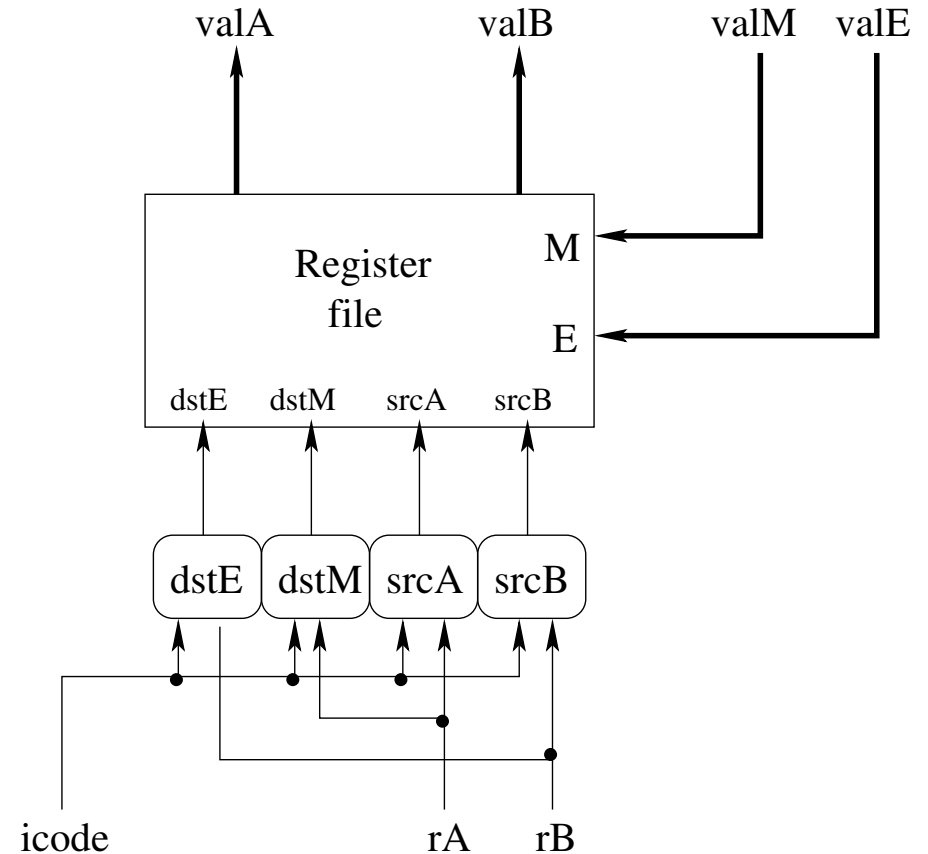 valA valB valM valE
M
Register
file
E
dstE dstM srcA srcB
dstE dstM srcA srcB
icode rA rB